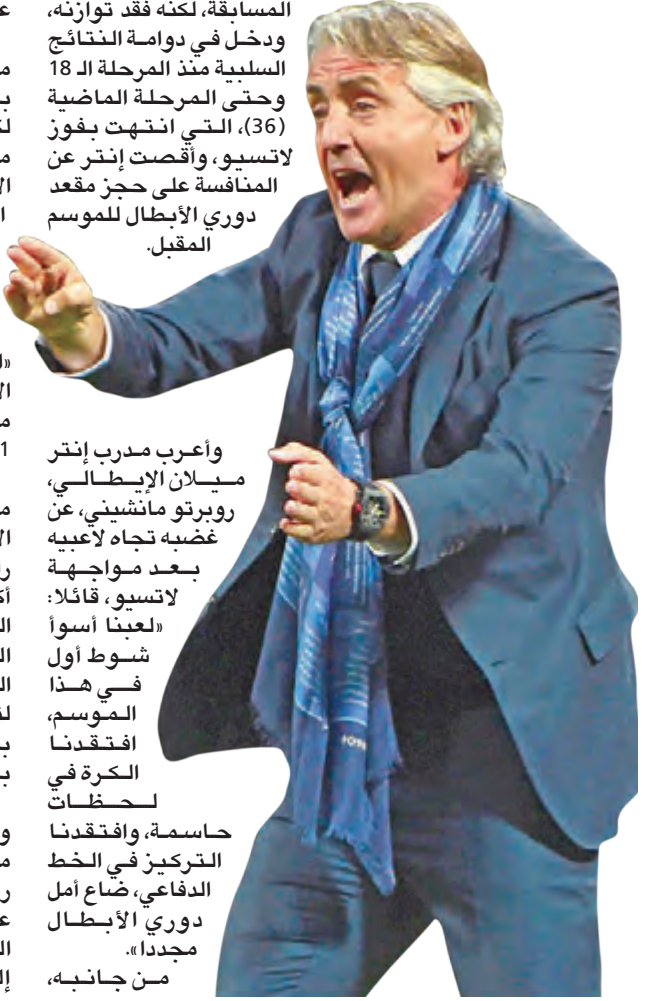 المسابقة، لكنه فقد توازنه،
ودخل في دوامة النتائج
السلبية منذ المرحلة الـ 18
وحتى المرحلة الماضية
(36)، التي انتهت بفوز
لاتسيو، وأقصت إنتر عن
المنافسة على حجز مقعد
دوري الأبطال للموسم
المقبل.
وأعرب مدرب إنتر
ميلان الإيطالي،
روبرتو مانشيني، عن
غضبه تجاه لاعبيه
بعد مواجهة
لاتسيو، قائلا:
«لعبنا أسوأ
شوط أول
في هذا
الموسم،
افتقدنا
الكرة في
لحظات
حاسمة، وافتقدنا
التركيز في الخط
الدفاعي، ضاع أمل
دوري الأبطال
مجددا».
من جانبه،